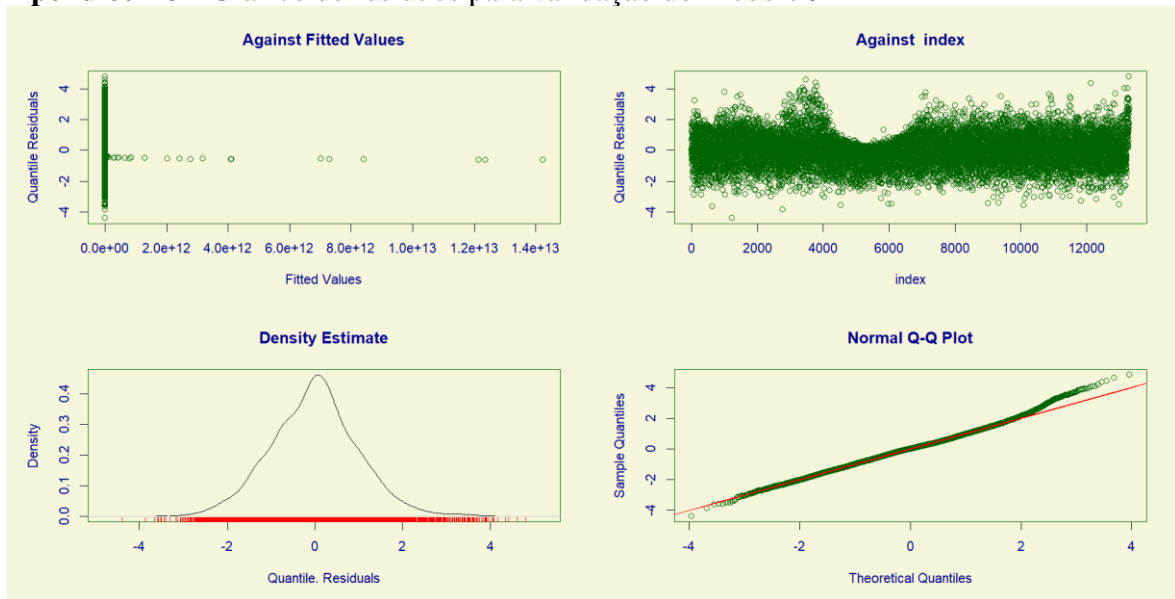 Against Fitted Values
Quantile Residuals
4
2
0
-2
-4
0.0e+00 2.0e+12 4.0e+12 6.0e+12 8.0e+12 1.0e+13 1.2e+13 1.4e+13
Fitted Values
Against index
Quantile Residuals
4
2
0
-2
-4
0 2000 4000 6000 8000 10000 12000
index
Density Estimate
Density
0.4
0.3
0.2
0.1
0.0
-4 -2 0 2 4
Quantile. Residuals
Normal Q-Q Plot
Sample Quantiles
4
2
0
-2
-4
-4 -2 0 2 4
Theoretical Quantiles